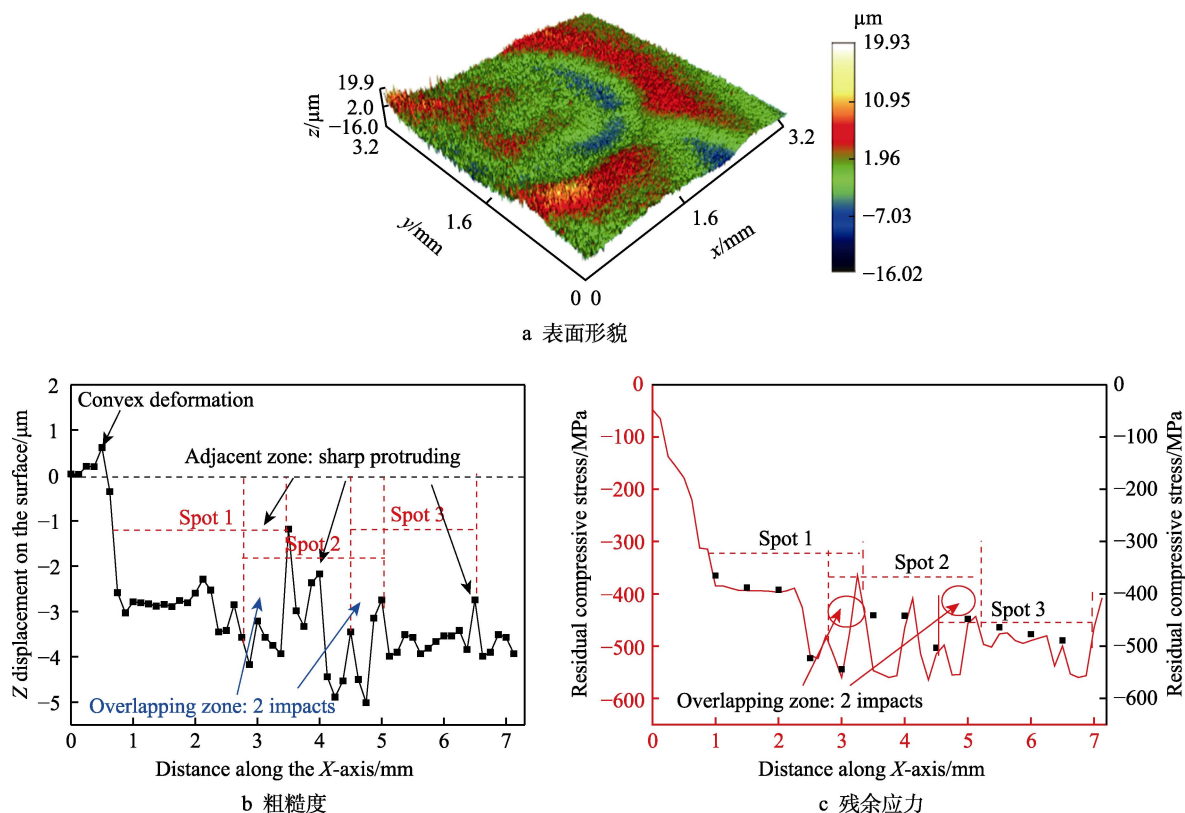 μm
19.93
10.95
1.96
−7.03
−16.02
19.9
2.0
−16.0
z/μm
3.2
1.6
y/mm
0 0
1.6
x/mm
3.2
a 表面形貌
2
1
0
−1
−2
−3
−4
−5
Z displacement on the surface/μm
Convex deformation
Adjacent zone: sharp protruding
Spot 1
Spot 2
Spot 3
Overlapping zone: 2 impacts
0 1 2 3 4 5 6 7
Distance along the X-axis/mm
b 粗糙度
0
−100
−200
−300
−400
−500
−600
Residual compressive stress/MPa
Spot 1
Spot 2
Spot 3
Overlapping zone: 2 impacts
0
−100
−200
−300
−400
−500
−600
Residual compressive stress/MPa
0 1 2 3 4 5 6 7
Distance along X-axis/mm
c 残余应力